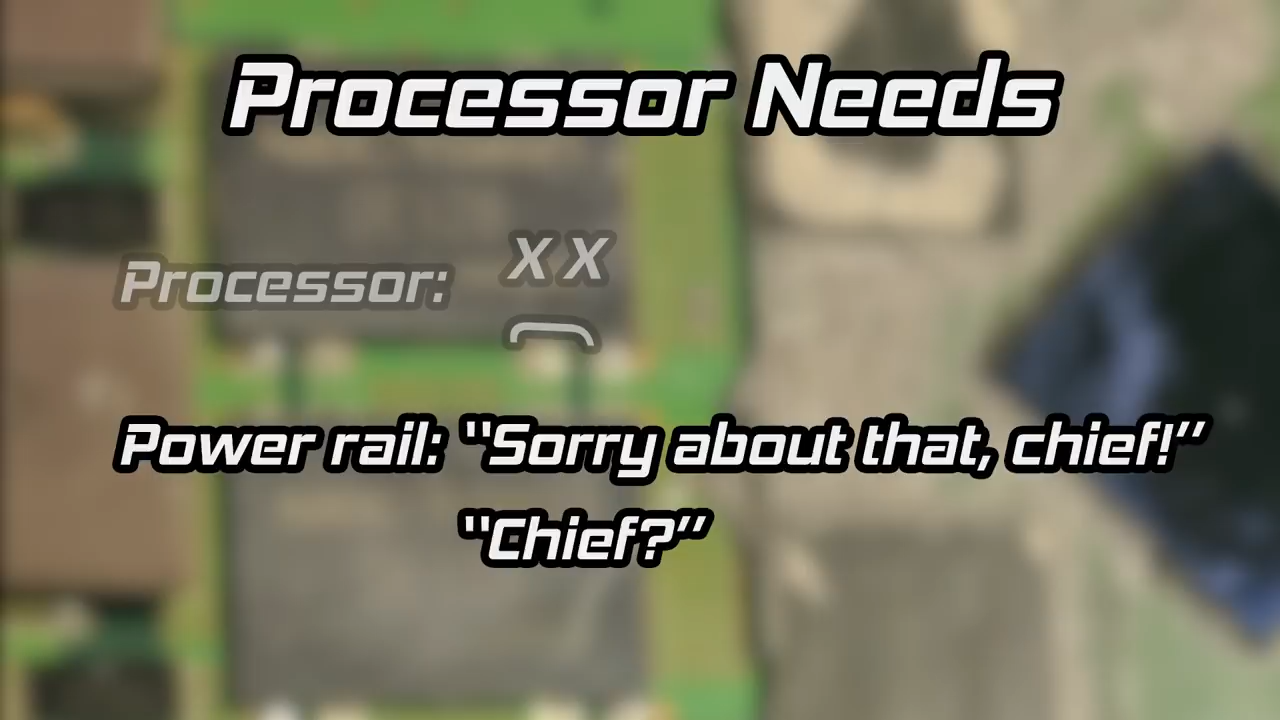 Processor Needs
Processor: X X
Power rail: “Sorry about that, chief!”
“Chief?”